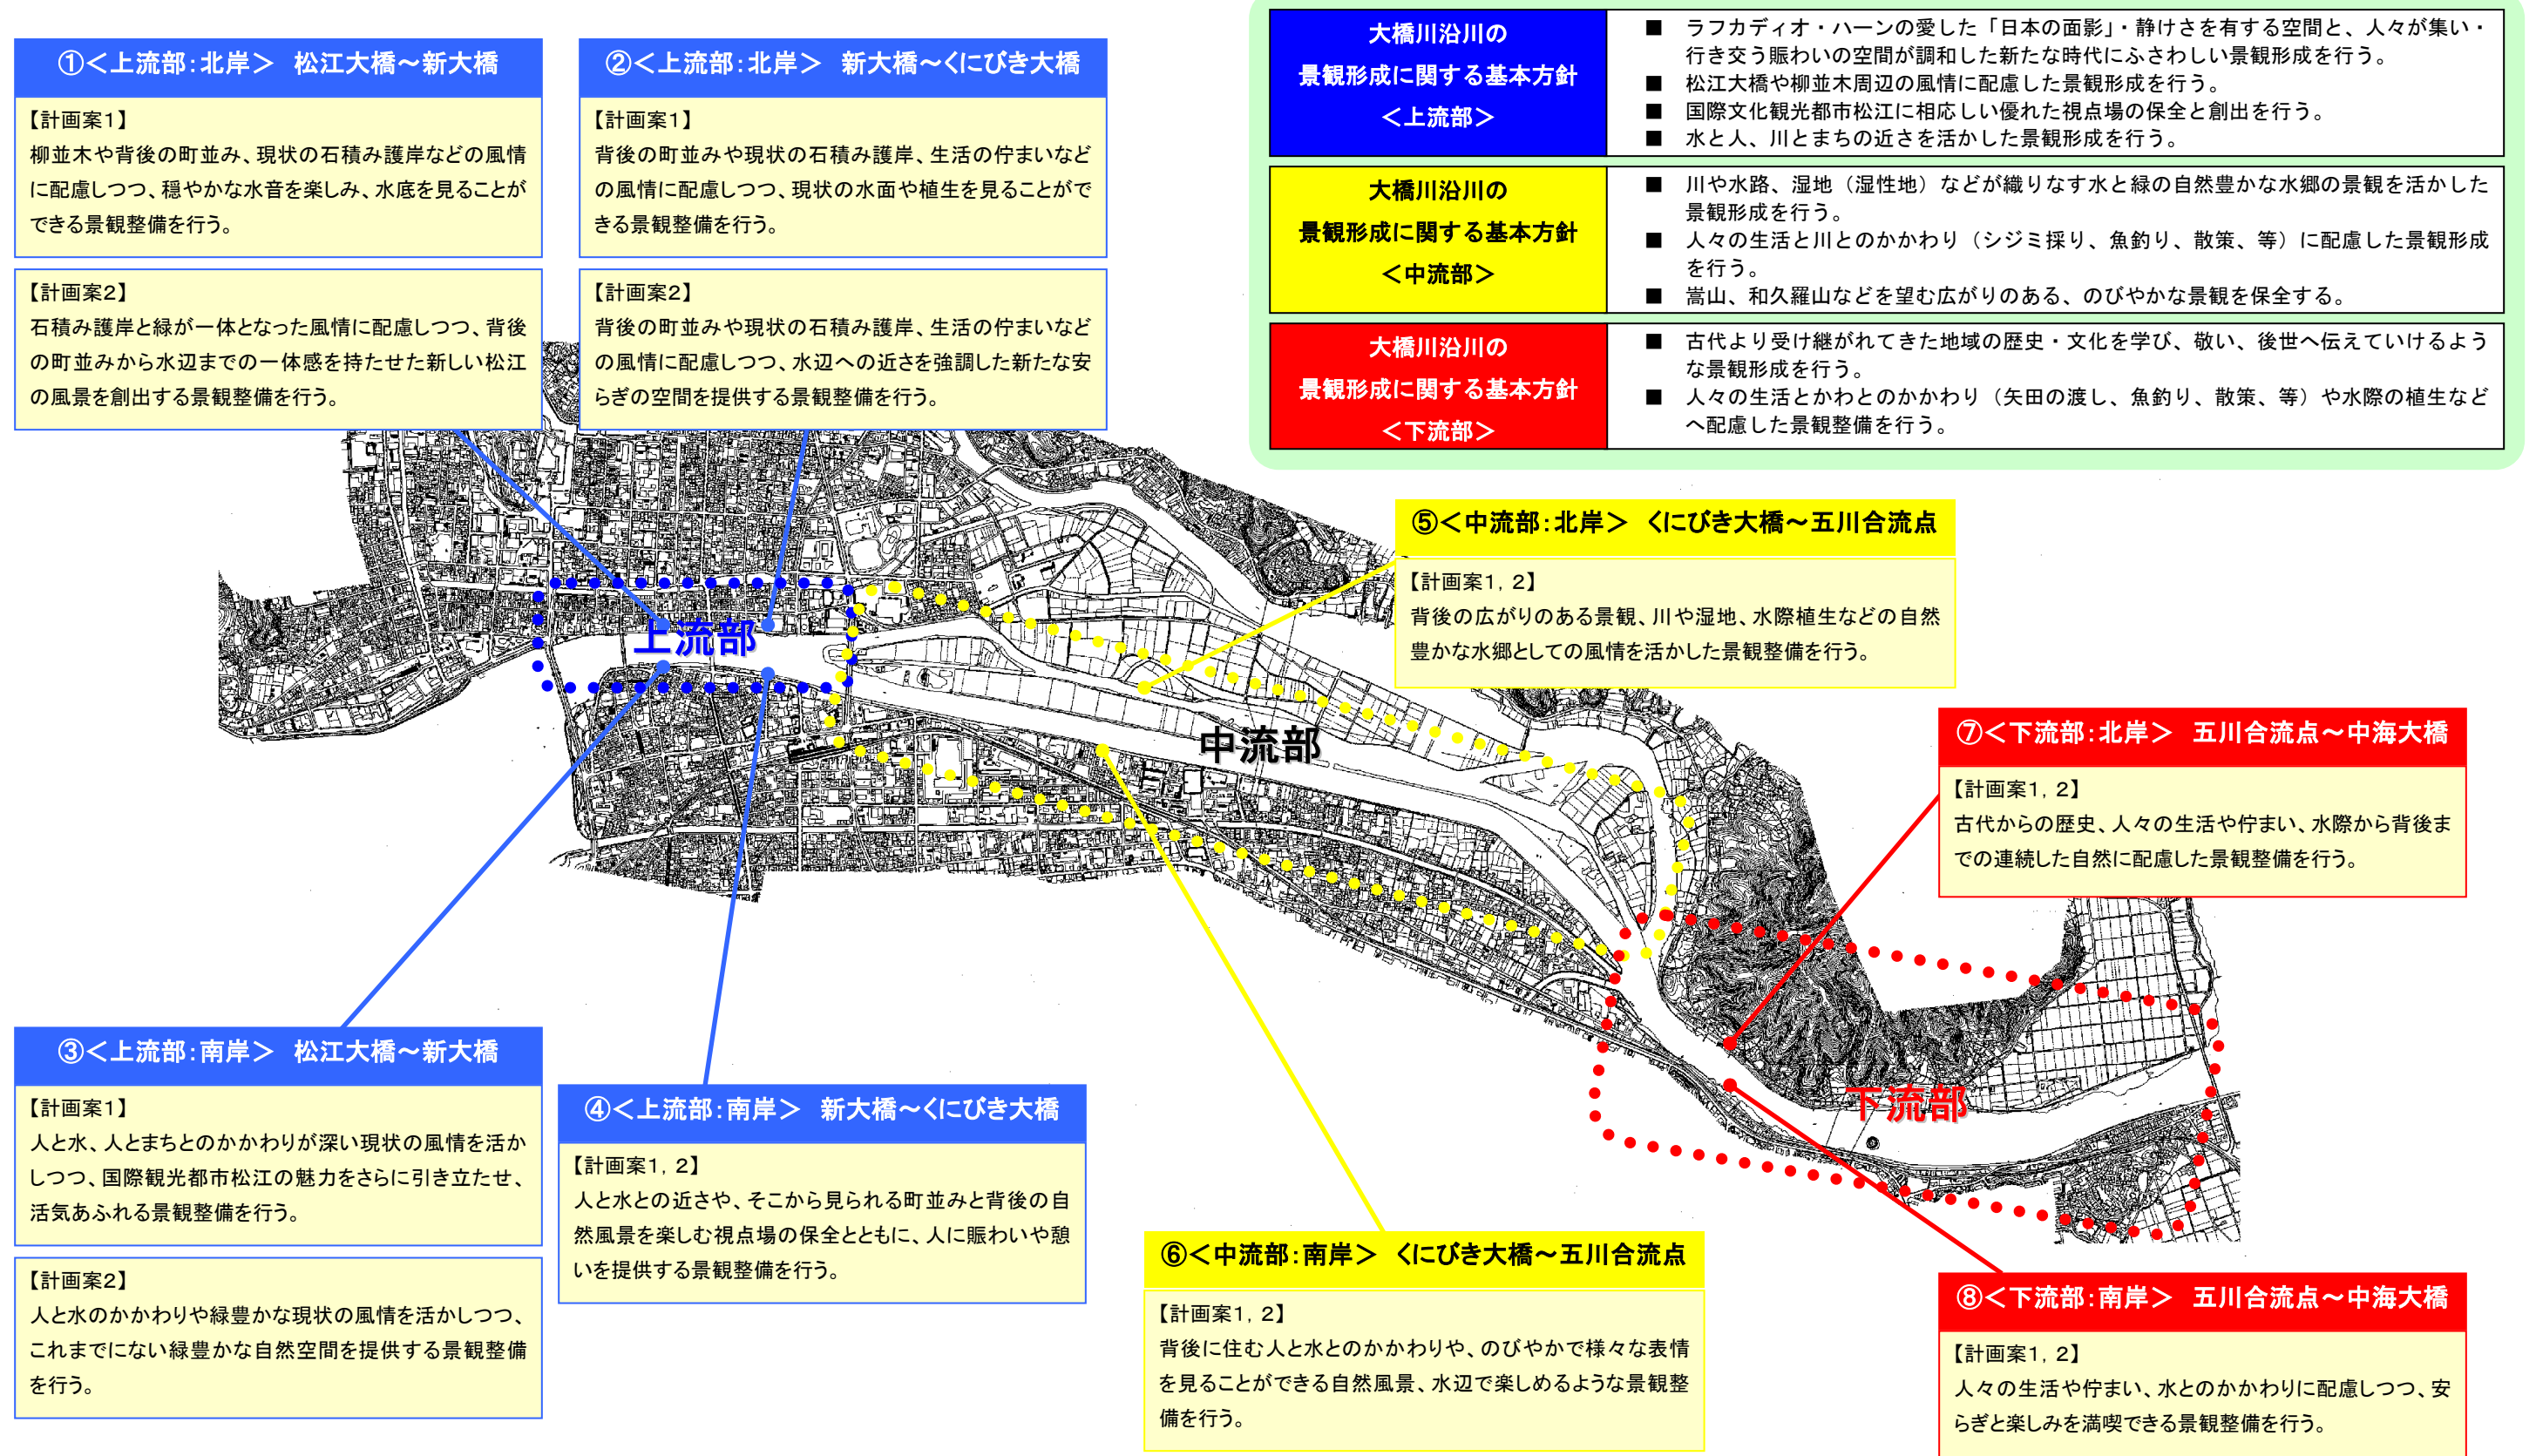 ①＜上流部：北岸＞　松江大橋～新大橋
【計画案1】
柳並木や背後の町並み、現状の石積み護岸などの風情
に配慮しつつ、穏やかな水音を楽しみ、水底を見ることが
できる景観整備を行う。
【計画案2】
石積み護岸と緑が一体となった風情に配慮しつつ、背後
の町並みから水辺までの一体感を持たせた新しい松江
の風景を創出する景観整備を行う。
②＜上流部：北岸＞　新大橋～くにびき大橋
【計画案1】
背後の町並みや現状の石積み護岸、生活の佇まいなど
の風情に配慮しつつ、現状の水面や植生を見ることがで
きる景観整備を行う。
【計画案2】
背後の町並みや現状の石積み護岸、生活の佇まいなど
の風情に配慮しつつ、水辺への近さを強調した新たな安
らぎの空間を提供する景観整備を行う。
大橋川沿川の
景観形成に関する基本方針
＜上流部＞
■　ラフカディオ・ハーンの愛した「日本の面影」・静けさを有する空間と、人々が集い・
行き交う賑わいの空間が調和した新たな時代にふさわしい景観形成を行う。
■　松江大橋や柳並木周辺の風情に配慮した景観形成を行う。
■　国際文化観光都市松江に相応しい優れた視点場の保全と創出を行う。
■　水と人、川とまちの近さを活かした景観形成を行う。
大橋川沿川の
景観形成に関する基本方針
＜中流部＞
■　川や水路、湿地（湿性地）などが織りなす水と緑の自然豊かな水郷の景観を活かした
景観形成を行う。
■　人々の生活と川とのかかわり（シジミ採り、魚釣り、散策、等）に配慮した景観形成
を行う。
■　嵩山、和久羅山などを望む広がりのある、のびやかな景観を保全する。
大橋川沿川の
景観形成に関する基本方針
＜下流部＞
■　古代より受け継がれてきた地域の歴史・文化を学び、敬い、後世へ伝えていけるよう
な景観形成を行う。
■　人々の生活とかわとのかかわり（矢田の渡し、魚釣り、散策、等）や水際の植生など
へ配慮した景観整備を行う。
⑤＜中流部：北岸＞　くにびき大橋～五川合流点
【計画案1，2】
背後の広がりのある景観、川や湿地、水際植生などの自然
豊かな水郷としての風情を活かした景観整備を行う。
上流部
中流部
下流部
⑦＜下流部：北岸＞　五川合流点～中海大橋
【計画案1，2】
古代からの歴史、人々の生活や佇まい、水際から背後ま
での連続した自然に配慮した景観整備を行う。
③＜上流部：南岸＞　松江大橋～新大橋
【計画案1】
人と水、人とまちとのかかわりが深い現状の風情を活か
しつつ、国際観光都市松江の魅力をさらに引き立たせ、
活気あふれる景観整備を行う。
【計画案2】
人と水のかかわりや緑豊かな現状の風情を活かしつつ、
これまでにない緑豊かな自然空間を提供する景観整備
を行う。
④＜上流部：南岸＞　新大橋～くにびき大橋
【計画案1，2】
人と水との近さや、そこから見られる町並みと背後の自
然風景を楽しむ視点場の保全とともに、人に賑わいや憩
いを提供する景観整備を行う。
⑥＜中流部：南岸＞　くにびき大橋～五川合流点
【計画案1，2】
背後に住む人と水とのかかわりや、のびやかで様々な表情
を見ることができる自然風景、水辺で楽しめるような景観整
備を行う。
⑧＜下流部：南岸＞　五川合流点～中海大橋
【計画案1，2】
人々の生活や佇まい、水とのかかわりに配慮しつつ、安
らぎと楽しみを満喫できる景観整備を行う。